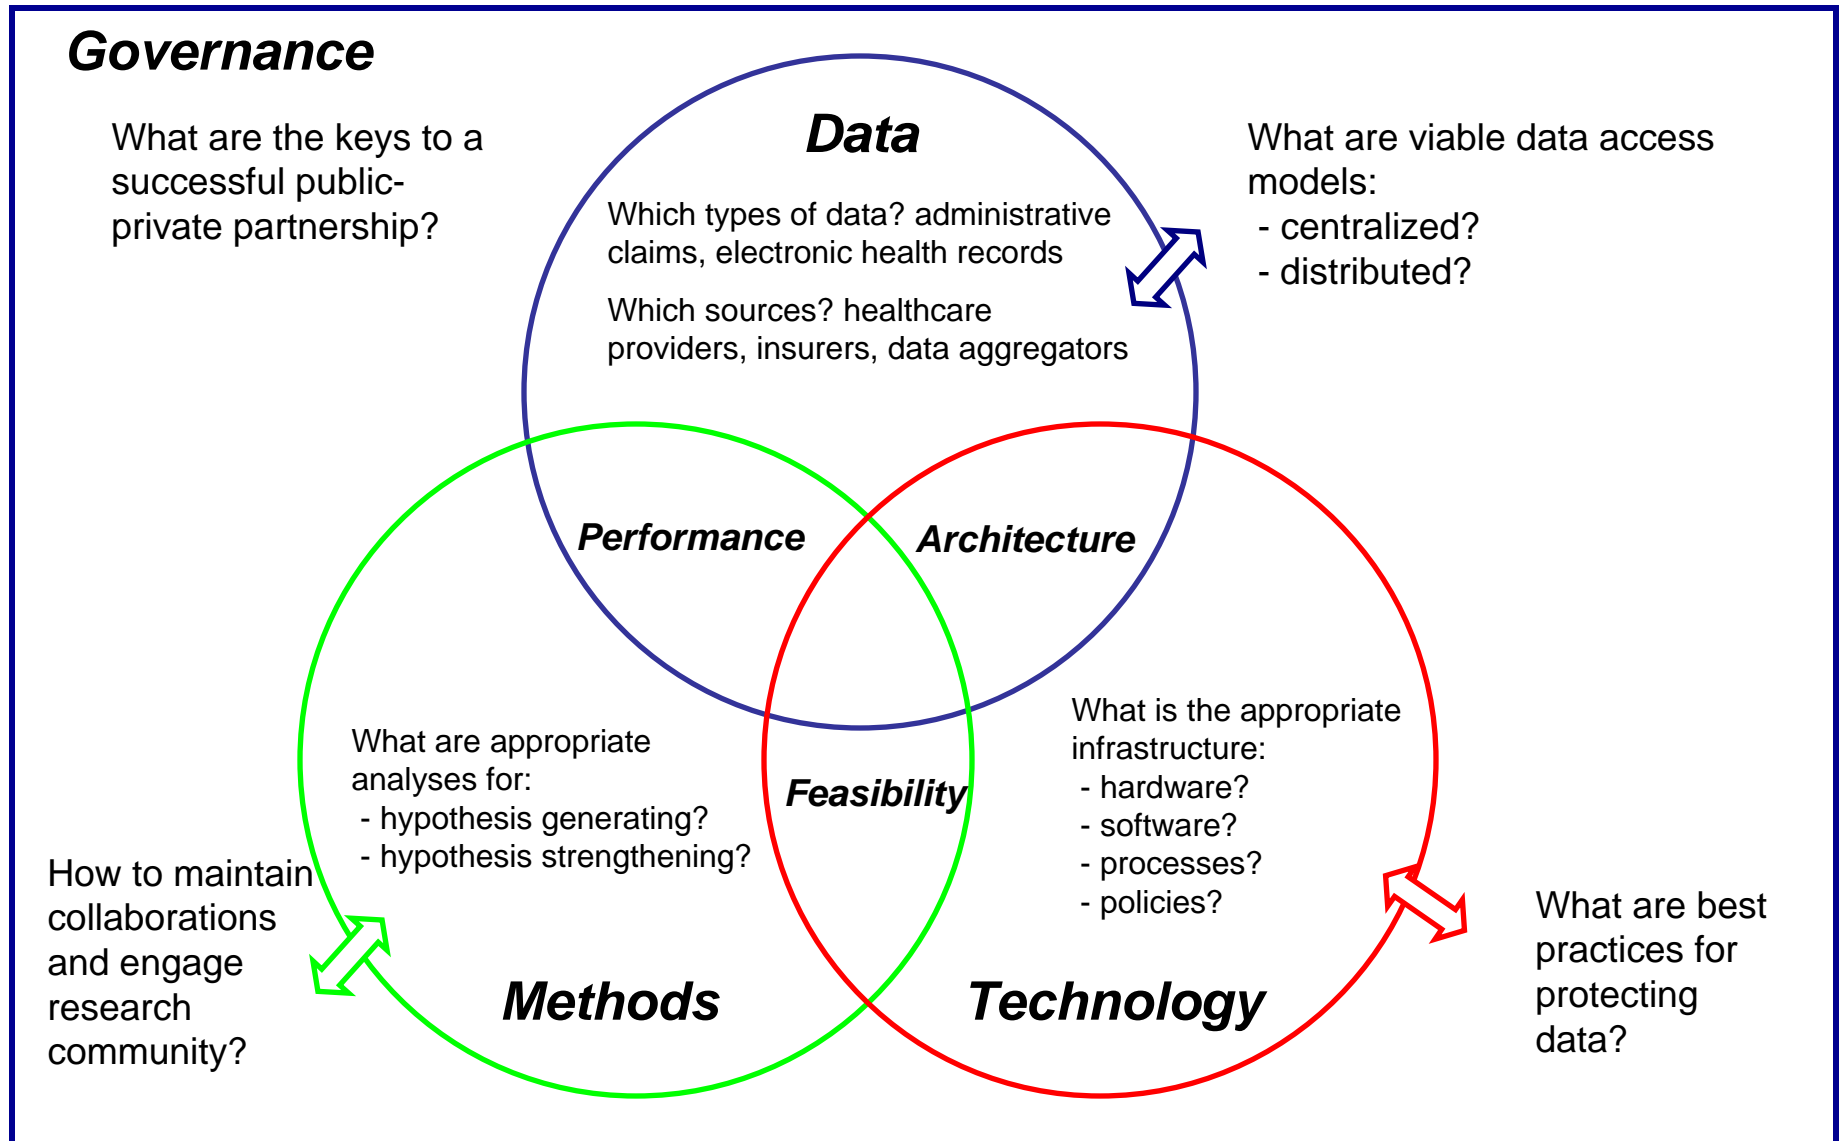 Governance
What are the keys to a
successful public-
private partnership?
Data
Which types of data? administrative
claims, electronic health records
Which sources? healthcare
providers, insurers, data aggregators
What are viable data access
models:
- centralized?
- distributed?
Performance
Architecture
Feasibility
What are appropriate
analyses for:
- hypothesis generating?
- hypothesis strengthening?
What is the appropriate
infrastructure:
- hardware?
- software?
- processes?
- policies?
How to maintain
collaborations
and engage
research
community?
Methods
Technology
What are best
practices for
protecting
data?